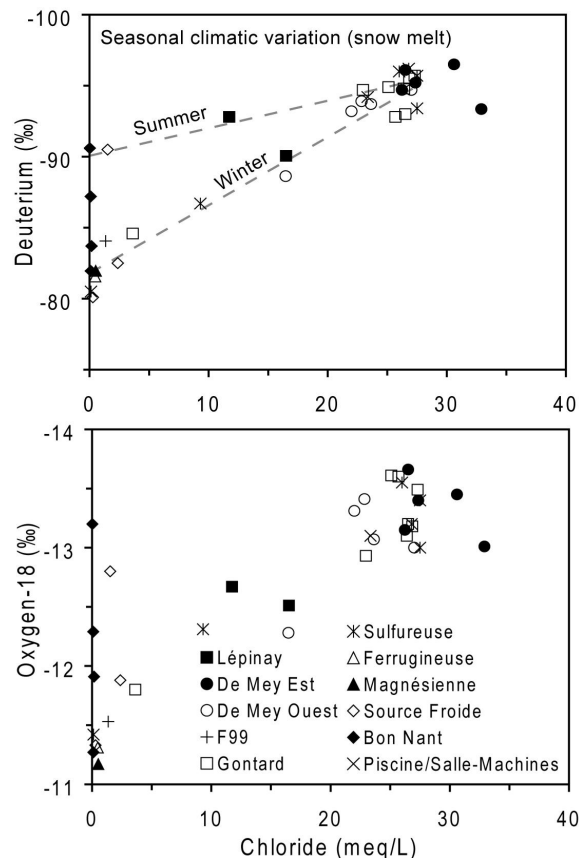 -100
Seasonal climatic variation (snow melt)
Summer
-90
Winter
-80
Deuterium (‰)
0 10 20 30 40
-14
-13
-12
-11
Oxygen-18 (‰)
Lépinay
De Mey Est
De Mey Ouest
F99
Gontard
Sulfureuse
Ferrugineuse
Magnésienne
Source Froide
Bon Nant
Piscine/Salle-Machines
0 10 20 30 40
Chloride (meq/L)